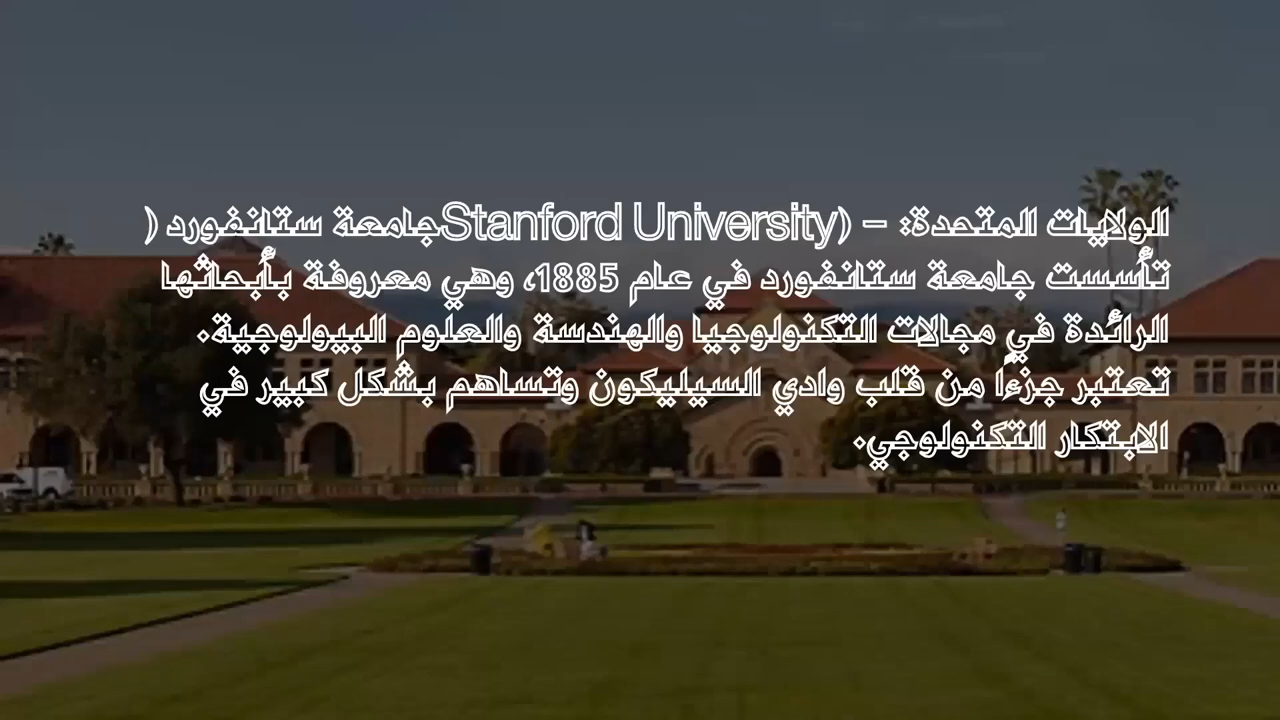 جامعة ستانفورد (Stanford University) – الولايات المتحدة:
تأسست جامعة ستانفورد في عام 1885، وهي معروفة بأبحاثها
الرائدة في مجالات التكنولوجيا والهندسة والعلوم البيولوجية.
تعتبر جزءًا من قلب وادي السيليكون وتساهم بشكل كبير في
الابتكار التكنولوجي.